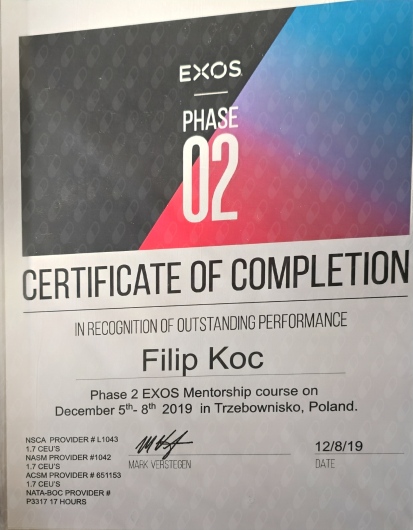 EXOS
PHASE
02
CERTIFICATE OF COMPLETION
IN RECOGNITION OF OUTSTANDING PERFORMANCE
Filip Koc
Phase 2 EXOS Mentorship course on
December 5th- 8th 2019 in Trzebownisko, Poland.
NSCA PROVIDER # L1043
1.7 CEU'S
NASM PROVIDER #1042
1.7 CEU'S
ACSM PROVIDER # 651153
1.7 CEU'S
NATA-BOC PROVIDER #
P3317 17 HOURS
MARK VERSTEGEN
12/8/19
DATE